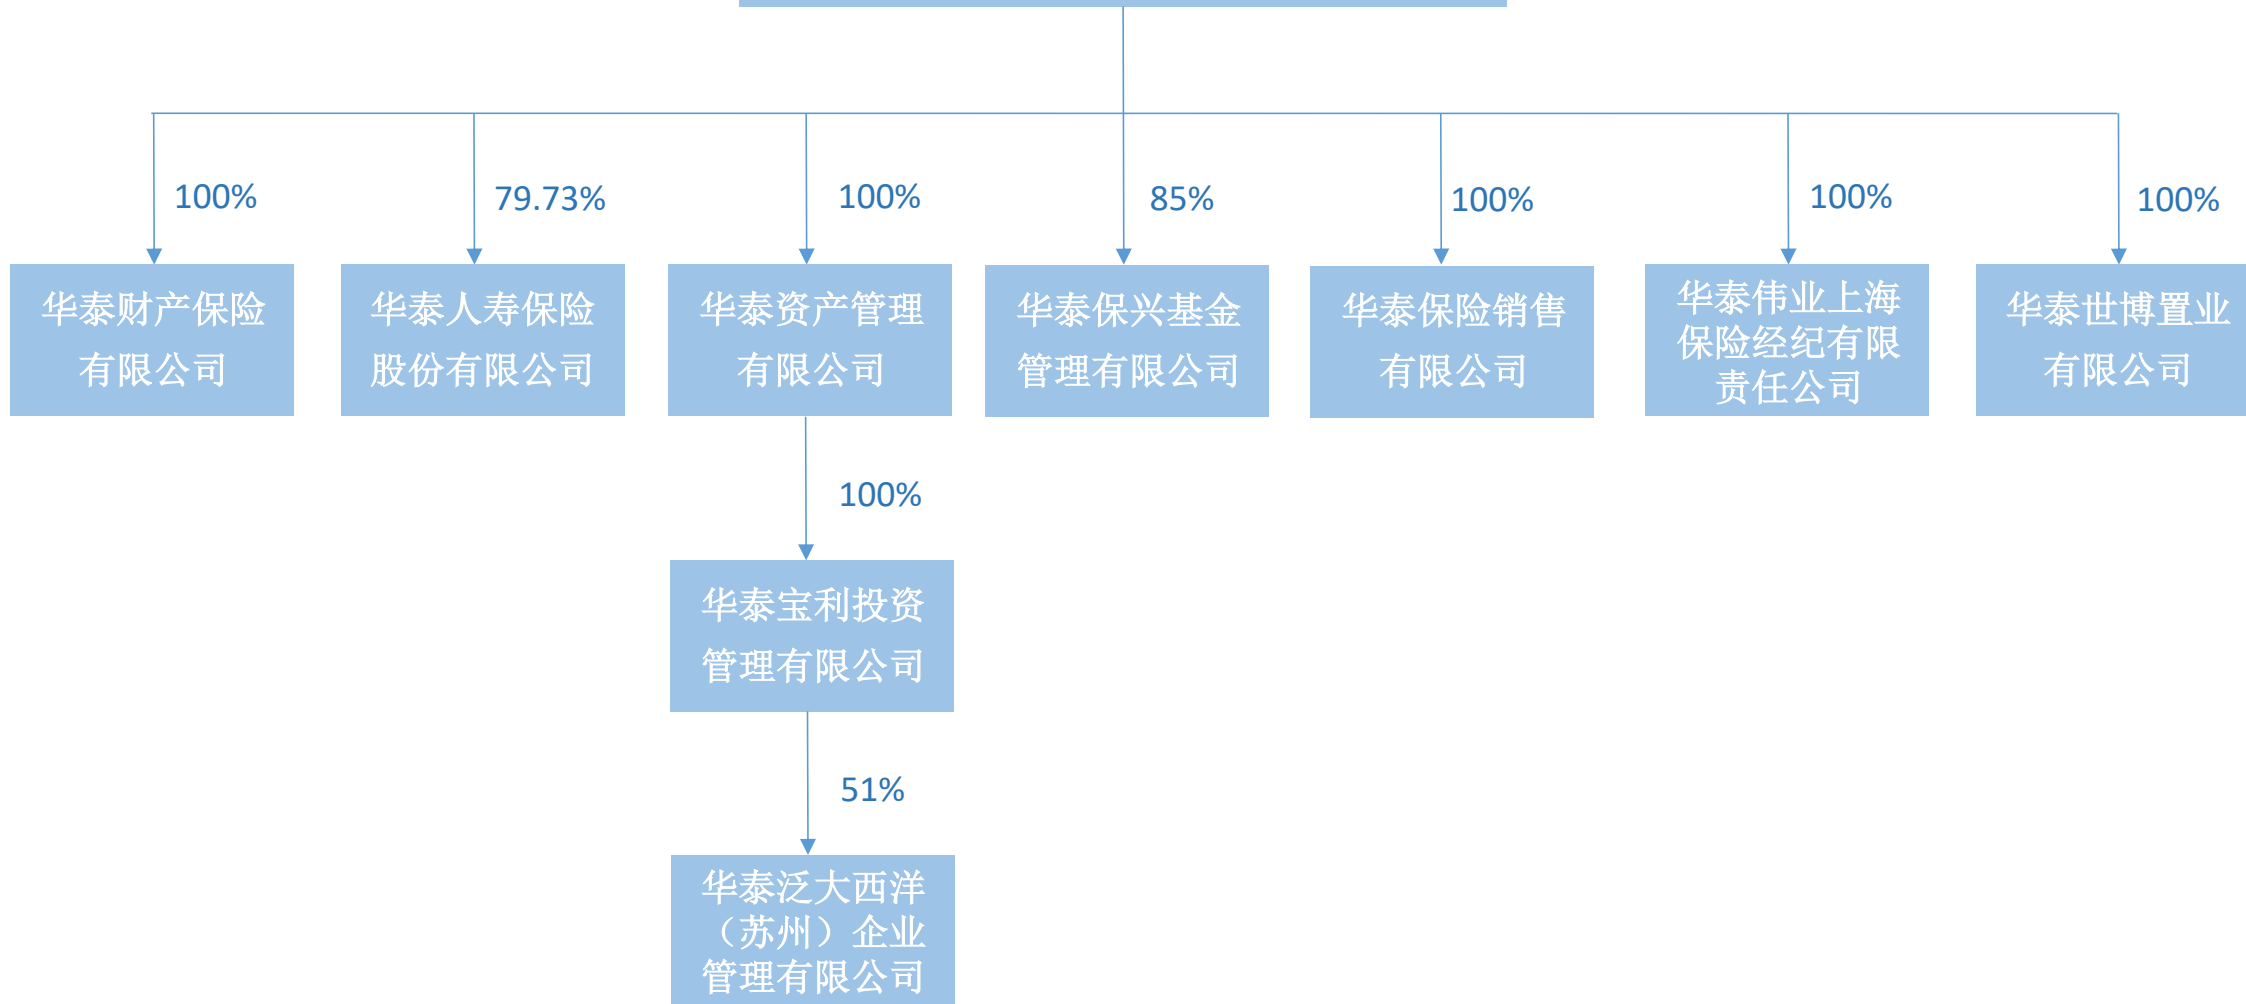 100%
79.73%
100%
85%
100%
100%
100%
华泰财产保险
有限公司
华泰人寿保险
股份有限公司
华泰资产管理
有限公司
华泰保兴基金
管理有限公司
华泰保险销售
有限公司
华泰伟业上海
保险经纪有限
责任公司
华泰世博置业
有限公司
100%
华泰宝利投资
管理有限公司
51%
华泰泛大西洋
（苏州）企业
管理有限公司